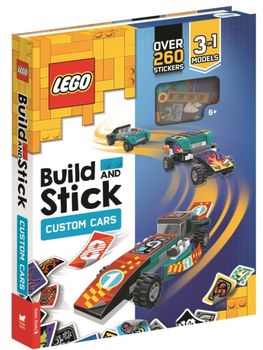 LEGO
Build AND
Stick
CUSTOM CARS
OVER
260
STICKERS
3-in-1
MODELS
6+
LEGO
Build AND
Stick
CUSTOM CARS